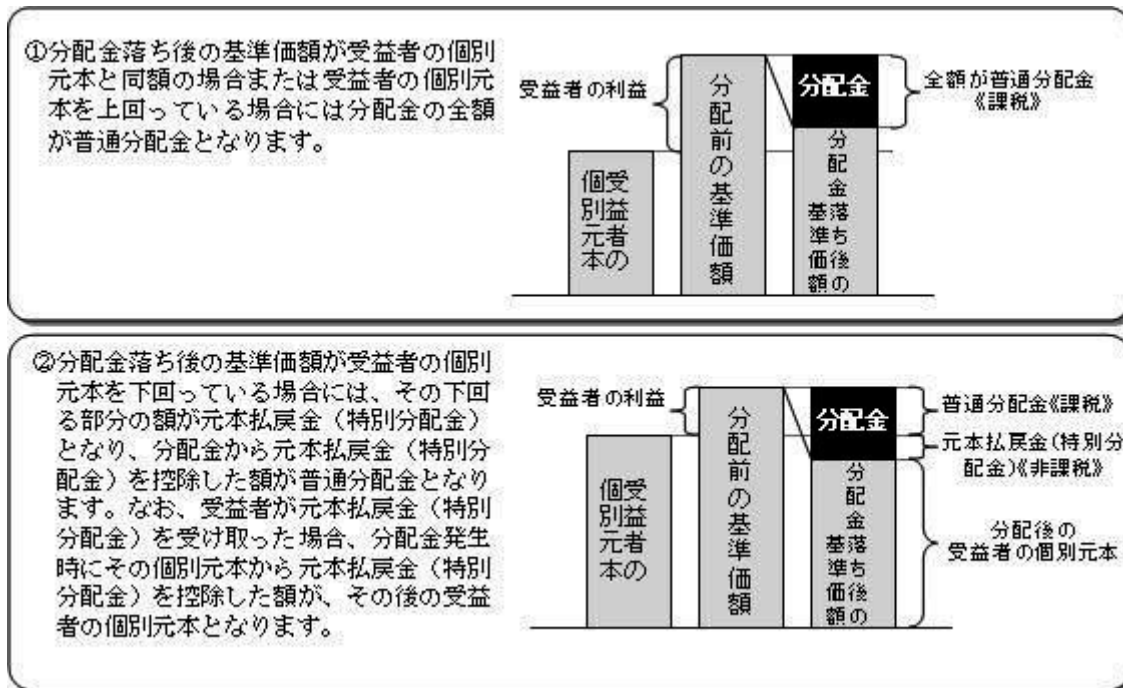 ①分配金落ち後の基準価額が受益者の個別
元本と同額の場合または受益者の個別元
本を上回っている場合には分配金の全額
が普通分配金となります。
受益者の利益
受益者の
個別元本
分配前の基準価額
分配金
分配金落ち後の
基準価額
全額が普通分配金
《課税》
②分配金落ち後の基準価額が受益者の個別
元本を下回っている場合には、その下回
る部分の額が元本払戻金（特別分配金）
となり、分配金から元本払戻金（特別分
配金）を控除した額が普通分配金となり
ます。なお、受益者が元本払戻金（特別
分配金）を受け取った場合、分配金発生
時にその個別元本から元本払戻金（特別
分配金）を控除した額が、その後の受益
者の個別元本となります。
受益者の利益
受益者の
個別元本
分配前の基準価額
分配金
分配金落ち後の
基準価額
普通分配金《課税》
元本払戻金(特別分
配金)《非課税》
分配後の
受益者の個別元本